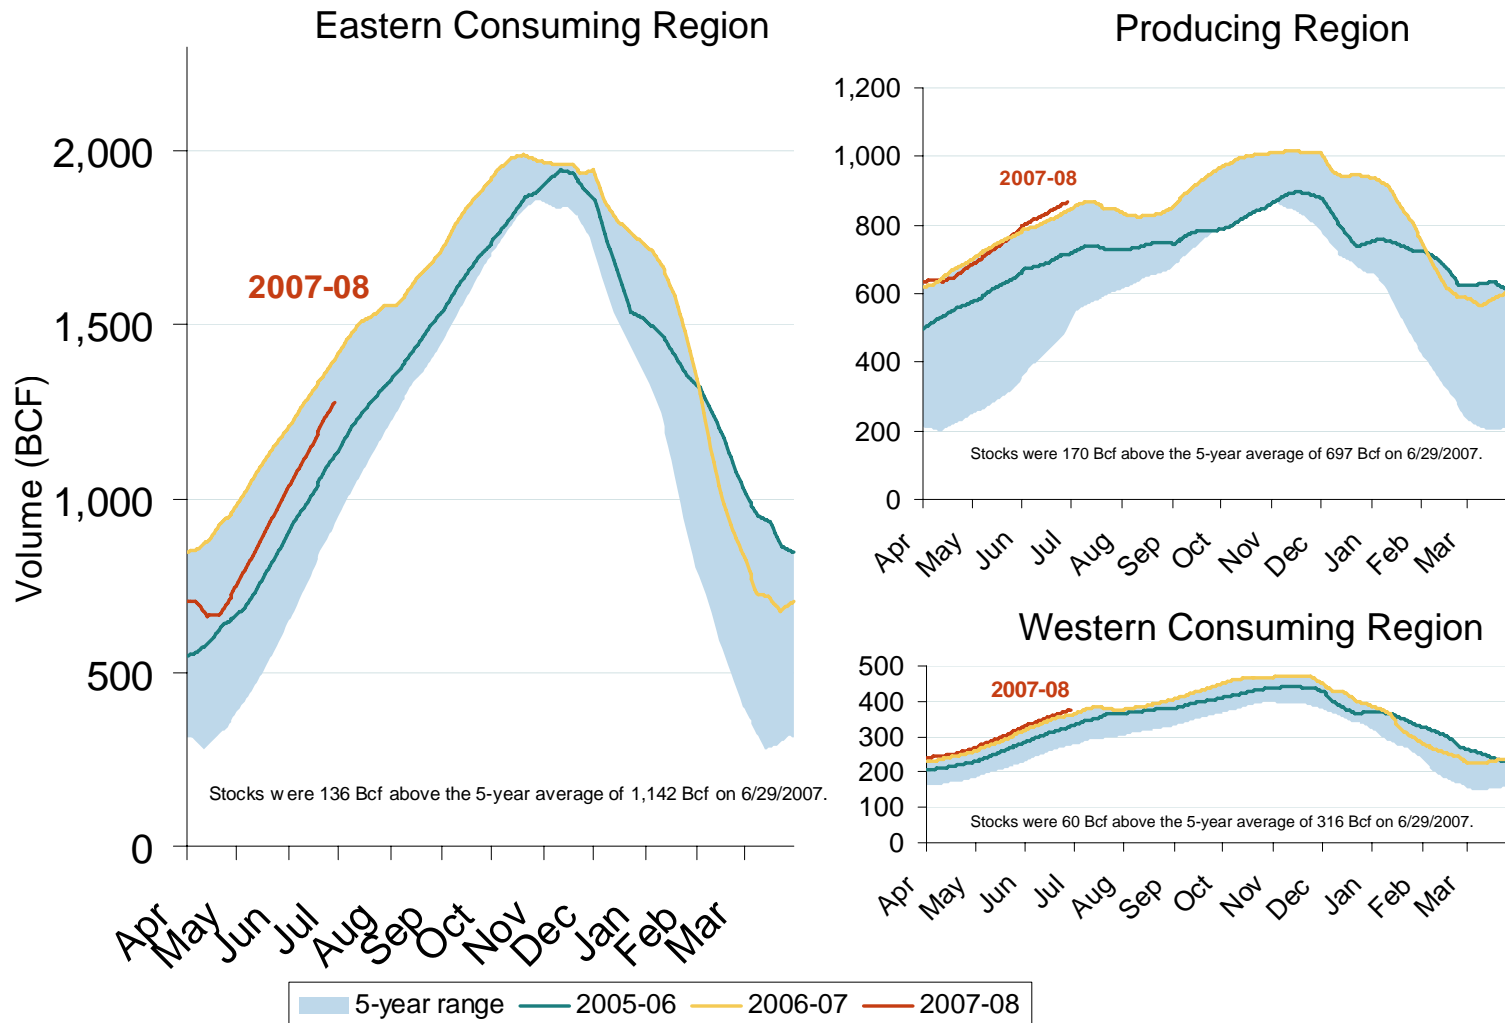 Eastern Consuming Region
Volume (BCF)
2,000
1,500
1,000
500
0
2007-08
Stocks were 136 Bcf above the 5-year average of 1,142 Bcf on 6/29/2007.
Apr May Jun Jul Aug Sep Oct Nov Dec Jan Feb Mar
Producing Region
1,200
1,000
800
600
400
200
0
2007-08
Stocks were 170 Bcf above the 5-year average of 697 Bcf on 6/29/2007.
Apr May Jun Jul Aug Sep Oct Nov Dec Jan Feb Mar
Western Consuming Region
500
400
300
200
100
0
2007-08
Stocks were 60 Bcf above the 5-year average of 316 Bcf on 6/29/2007.
Apr May Jun Jul Aug Sep Oct Nov Dec Jan Feb Mar
5-year range 2005-06 2006-07 2007-08